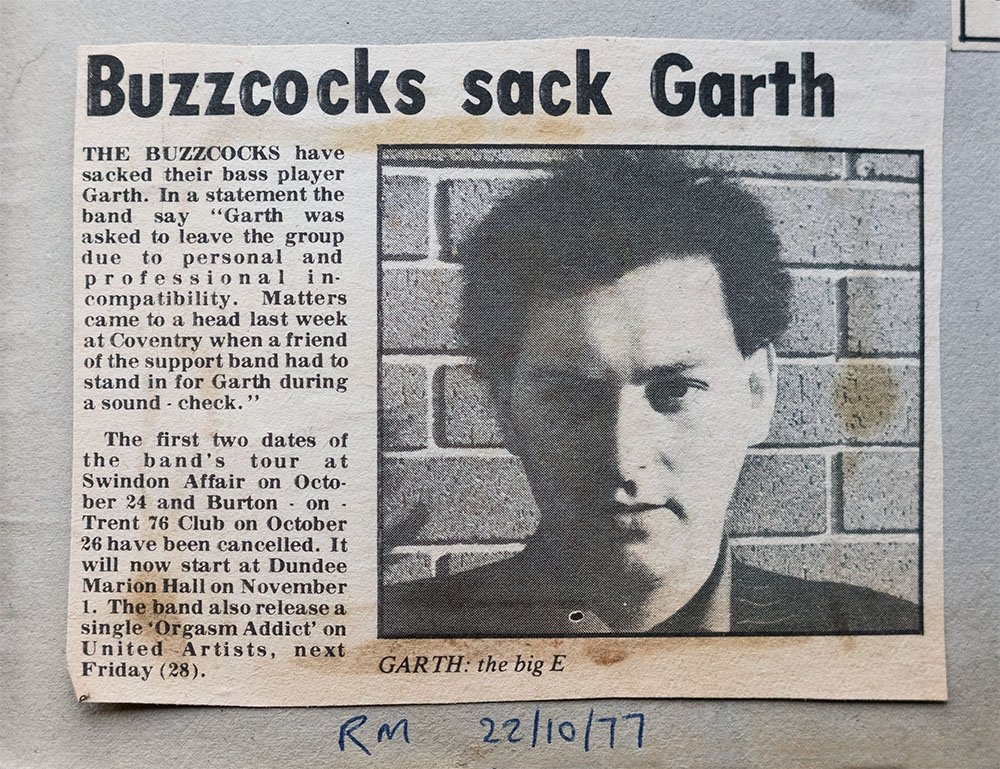 Buzzcocks sack Garth
THE BUZZCOCKS have
sacked their bass player
Garth. In a statement the
band say "Garth was
asked to leave the group
due to personal and
professional in-
compatibility. Matters
came to a head last week
at Coventry when a friend
of the support band had to
stand in for Garth during
a sound - check."
The first two dates of
the band's tour at
Swindon Affair on Octo-
ber 24 and Burton - on -
Trent 76 Club on October
26 have been cancelled. It
will now start at Dundee
Marion Hall on November
1. The band also release a
single 'Orgasm Addict' on
United Artists, next
Friday (28).
GARTH: the big E
RM 22/10/77